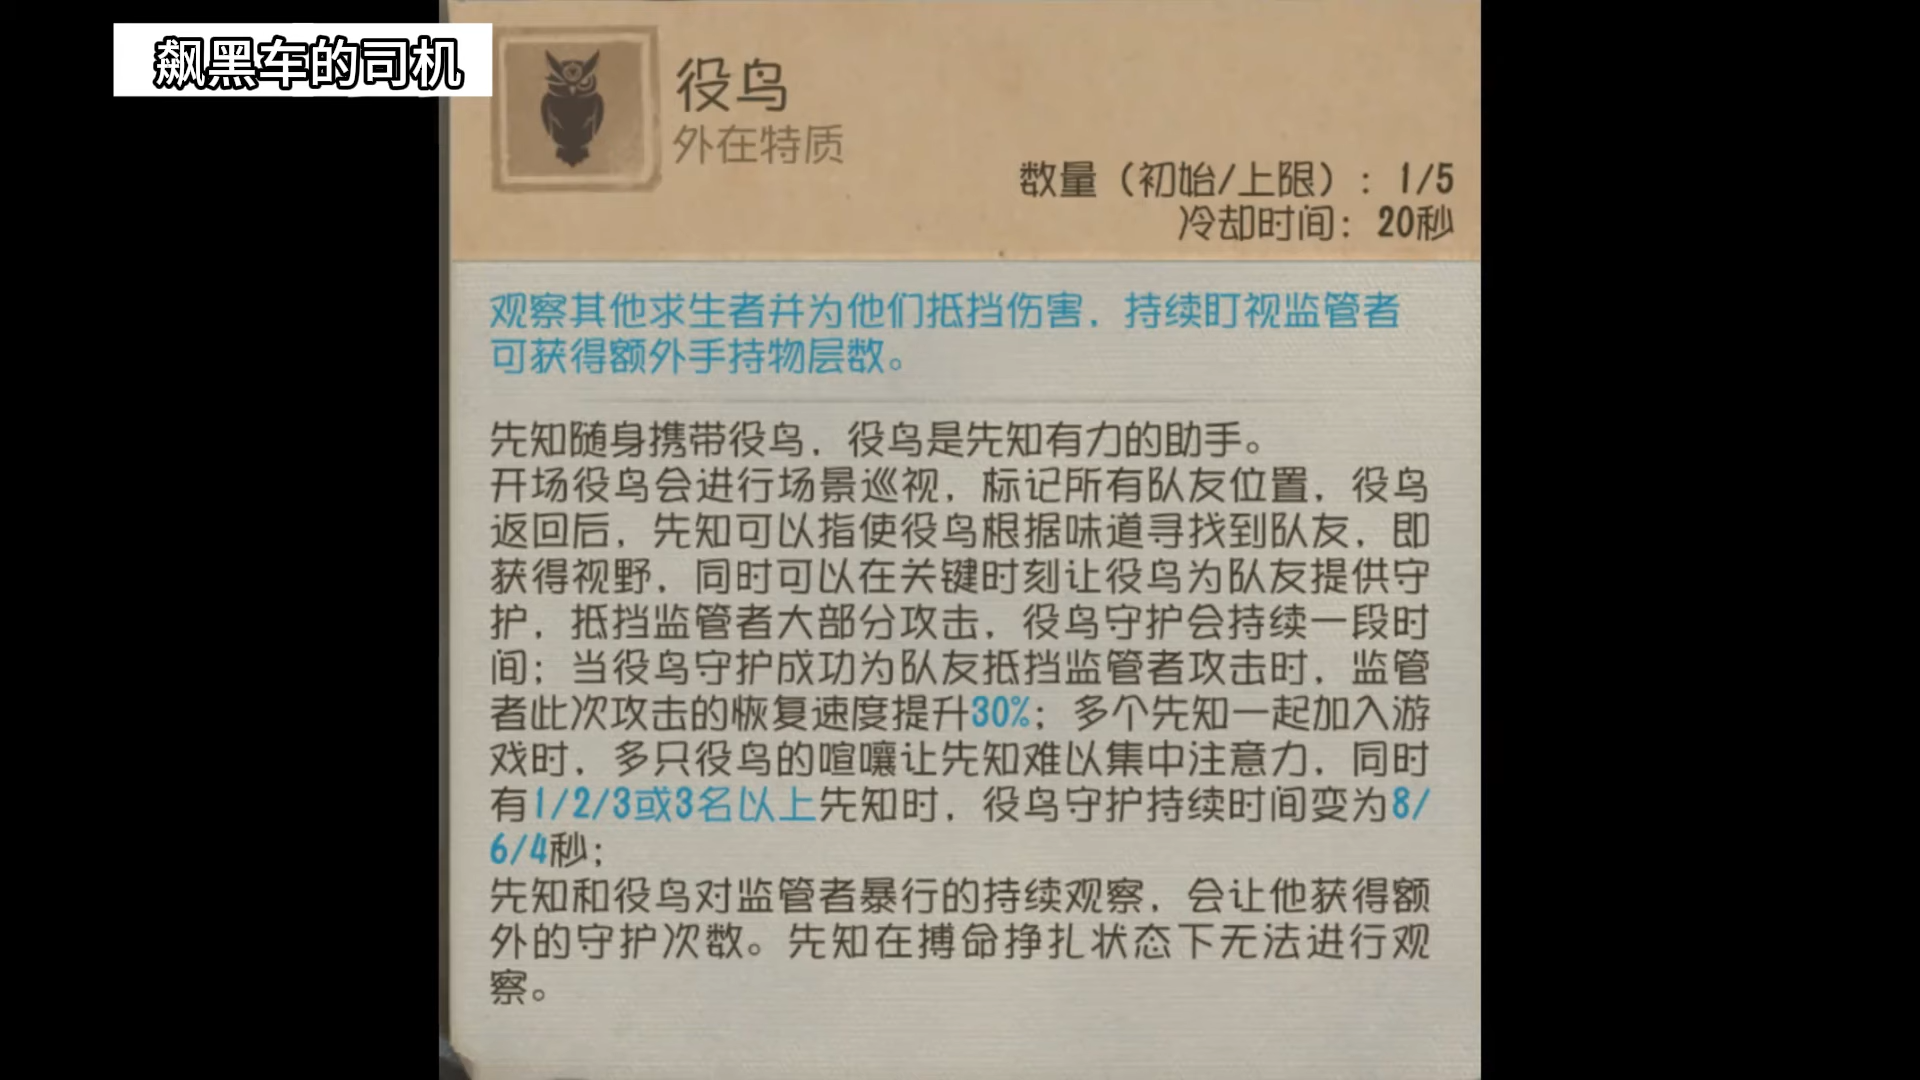 飙黑车的司机
役鸟
外在特质
数量（初始/上限）：1/5
冷却时间：20秒
观察其他求生者并为他们抵挡伤害，持续盯视监管者
可获得额外手持物层数。
先知随身携带役鸟，役鸟是先知有力的助手。
开场役鸟会进行场景巡视，标记所有队友位置，役鸟
返回后，先知可以指使役鸟根据味道寻找到队友，即
获得视野，同时可以在关键时刻让役鸟为队友提供守
护，抵挡监管者大部分攻击，役鸟守护会持续一段时
间；当役鸟守护成功为队友抵挡监管者攻击时，监管
者此次攻击的恢复速度提升30%；多个先知一起加入游
戏时，多只役鸟的喧嚷让先知难以集中注意力，同时
有1/2/3或3名以上先知时，役鸟守护持续时间变为8/
6/4秒；
先知和役鸟对监管者暴行的持续观察，会让他获得额
外的守护次数。先知在搏命挣扎状态下无法进行观
察。